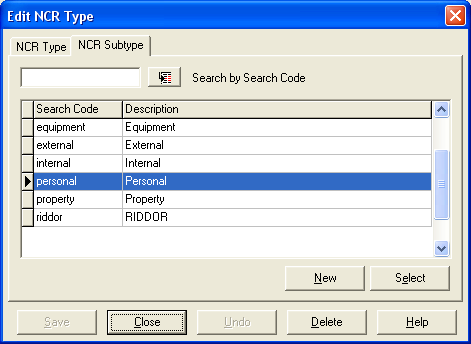 Edit NCR Type
NCR Type NCR Subtype
Search by Search Code
Search Code Description
equipment Equipment
external External
internal Internal
personal Personal
property Property
riddor RIDDOR
New Select
Save Close Undo Delete Help